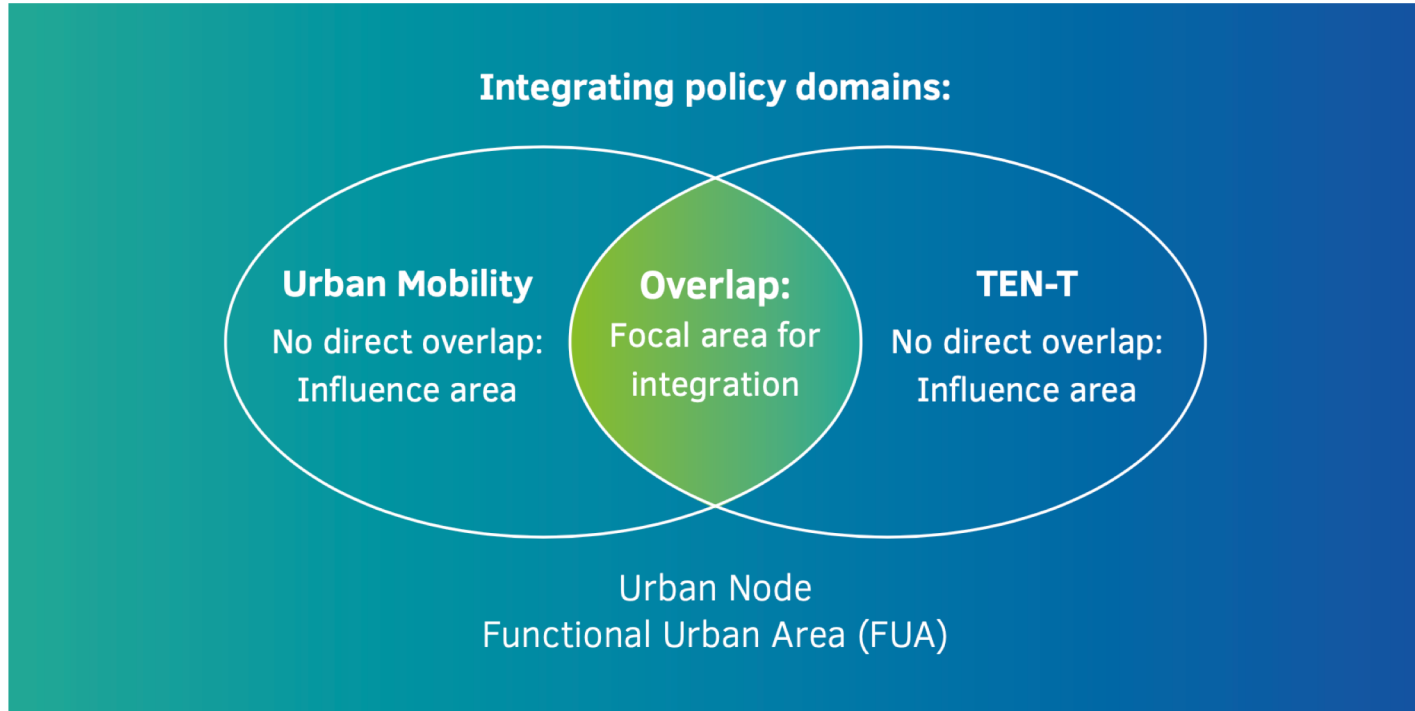 Integrating policy domains:
Urban Mobility
No direct overlap:
Influence area
Overlap:
Focal area for
integration
TEN-T
No direct overlap:
Influence area
Urban Node
Functional Urban Area (FUA)